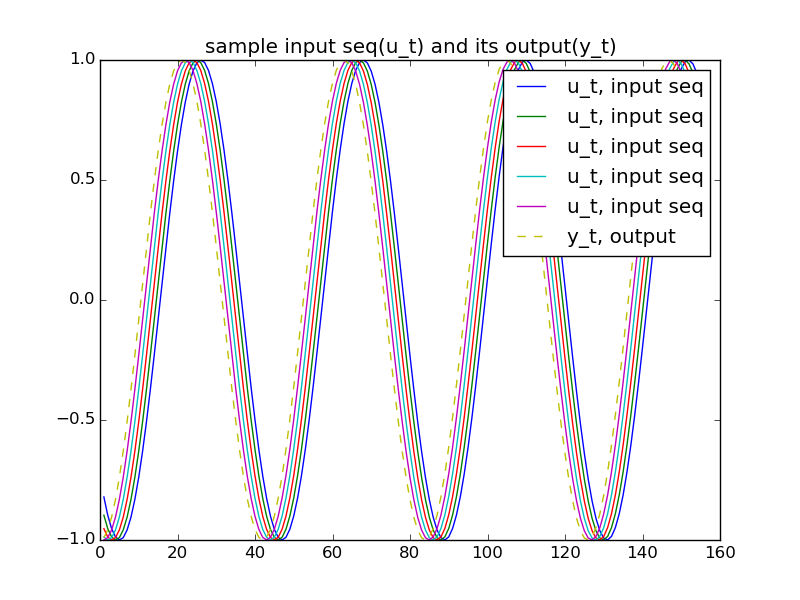 sample input seq(u_t) and its output(y_t)
1.0
0.5
0.0
−0.5
−1.0
u_t, input seq
u_t, input seq
u_t, input seq
u_t, input seq
u_t, input seq
y_t, output
0 20 40 60 80 100 120 140 160